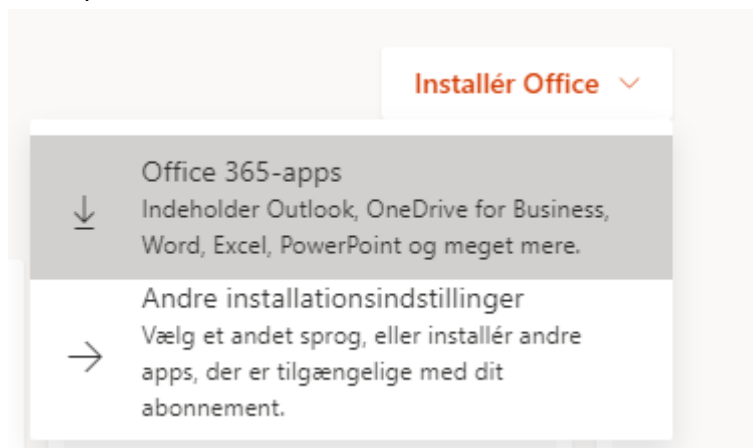 Installér Office
Office 365-apps
Indeholder Outlook, OneDrive for Business,
Word, Excel, PowerPoint og meget mere.
Andre installationsindstillinger
Vælg et andet sprog, eller installér andre
apps, der er tilgængelige med dit
abonnement.